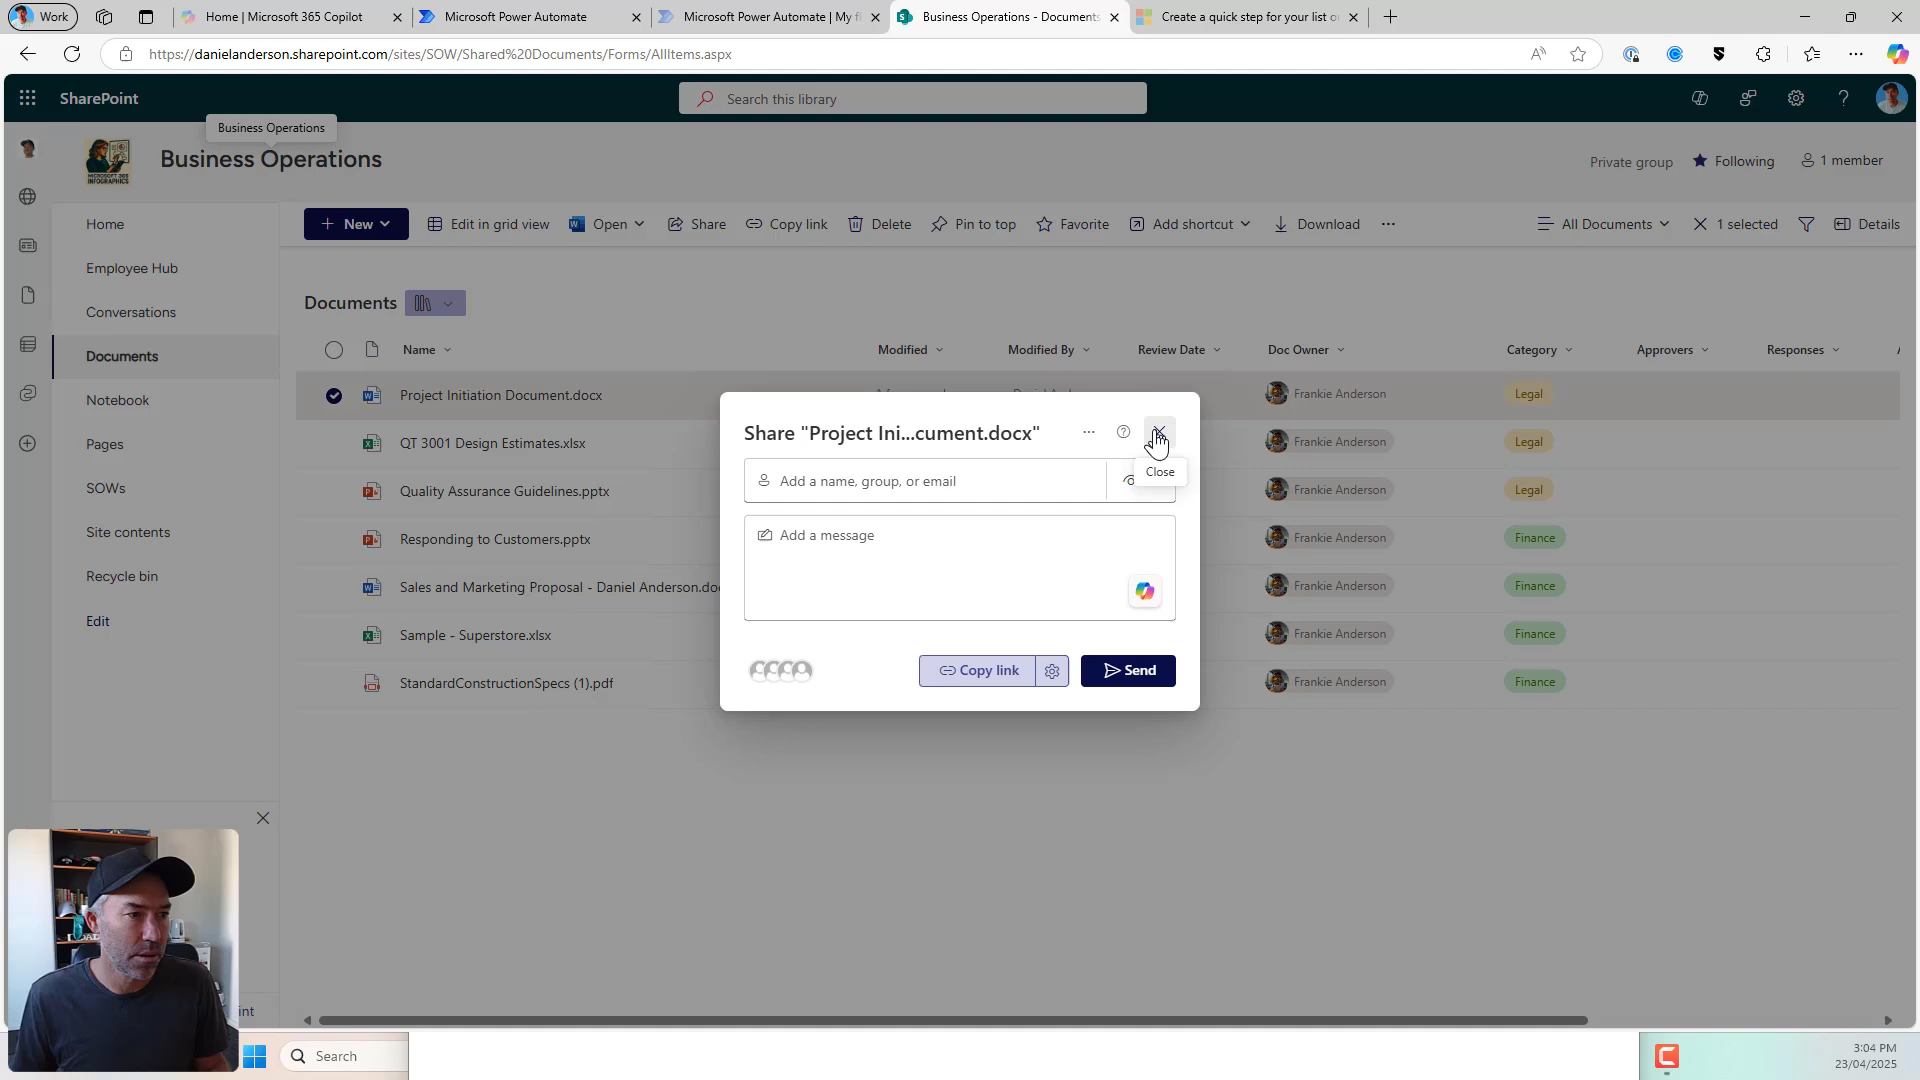 Work
Home | Microsoft 365 Copilot
Microsoft Power Automate
Microsoft Power Automate | My f
Business Operations - Documents
Create a quick step for your list o
https://danielanderson.sharepoint.com/sites/SOW/Shared%20Documents/Forms/AllItems.aspx
SharePoint
Search this library
Business Operations
Business Operations
Private group
Following
1 member
MICROSOFT 365
INFOGRAPHICS
Home
Employee Hub
Conversations
Documents
Notebook
Pages
SOWs
Site contents
Recycle bin
Edit
New
Edit in grid view
Open
Share
Copy link
Delete
Pin to top
Favorite
Add shortcut
Download
All Documents
1 selected
Details
Documents
Name
Modified
Modified By
Review Date
Doc Owner
Category
Approvers
Responses
Project Initiation Document.docx
Frankie Anderson
Legal
QT 3001 Design Estimates.xlsx
Frankie Anderson
Legal
Quality Assurance Guidelines.pptx
Frankie Anderson
Legal
Responding to Customers.pptx
Frankie Anderson
Finance
Sales and Marketing Proposal - Daniel Anderson.do
Frankie Anderson
Finance
Sample - Superstore.xlsx
Frankie Anderson
Finance
StandardConstructionSpecs (1).pdf
Frankie Anderson
Finance
Share "Project Ini...cument.docx"
Close
Add a name, group, or email
Add a message
Copy link
Send
int
Search
3:04 PM
23/04/2025